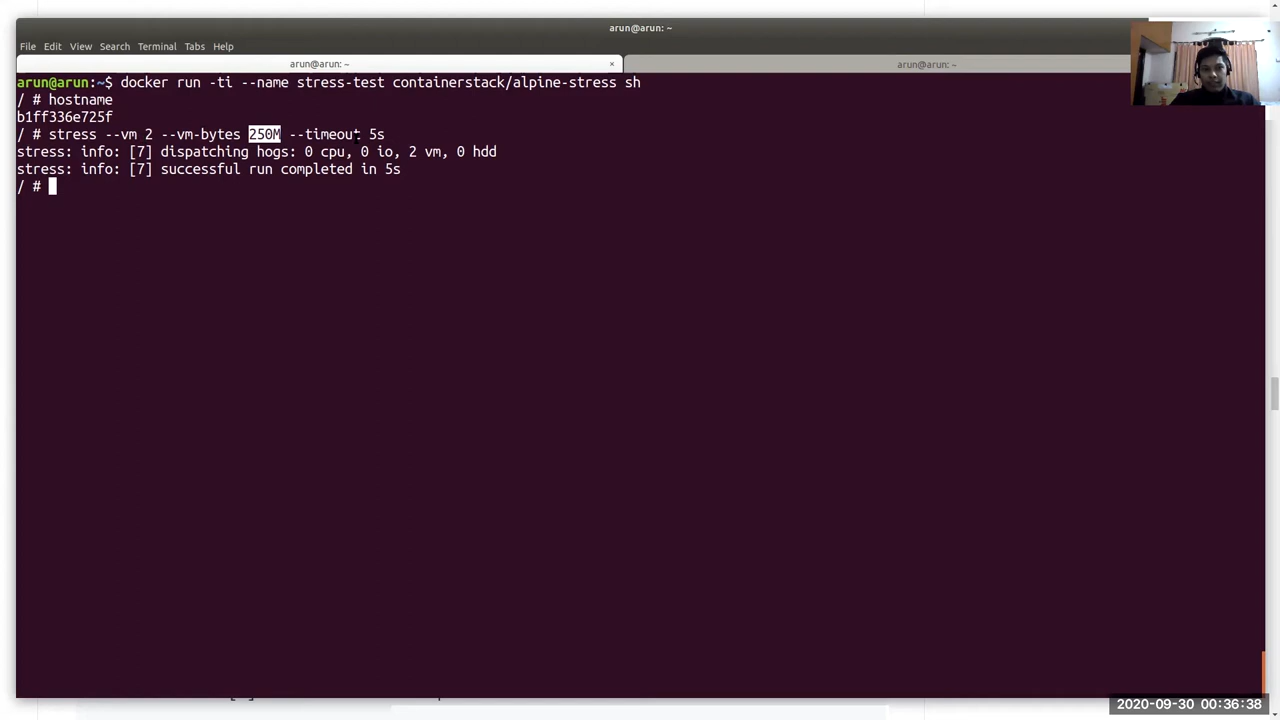 arun@arun: ~
File Edit View Search Terminal Tabs Help
arun@arun: ~ × arun@arun: ~
arun@arun:~$ docker run -ti --name stress-test containerstack/alpine-stress sh
/ # hostname
b1ff336e725f
/ # stress --vm 2 --vm-bytes 250M --timeout 5s
stress: info: [7] dispatching hogs: 0 cpu, 0 io, 2 vm, 0 hdd
stress: info: [7] successful run completed in 5s
/ #
2020-09-30 00:36:38